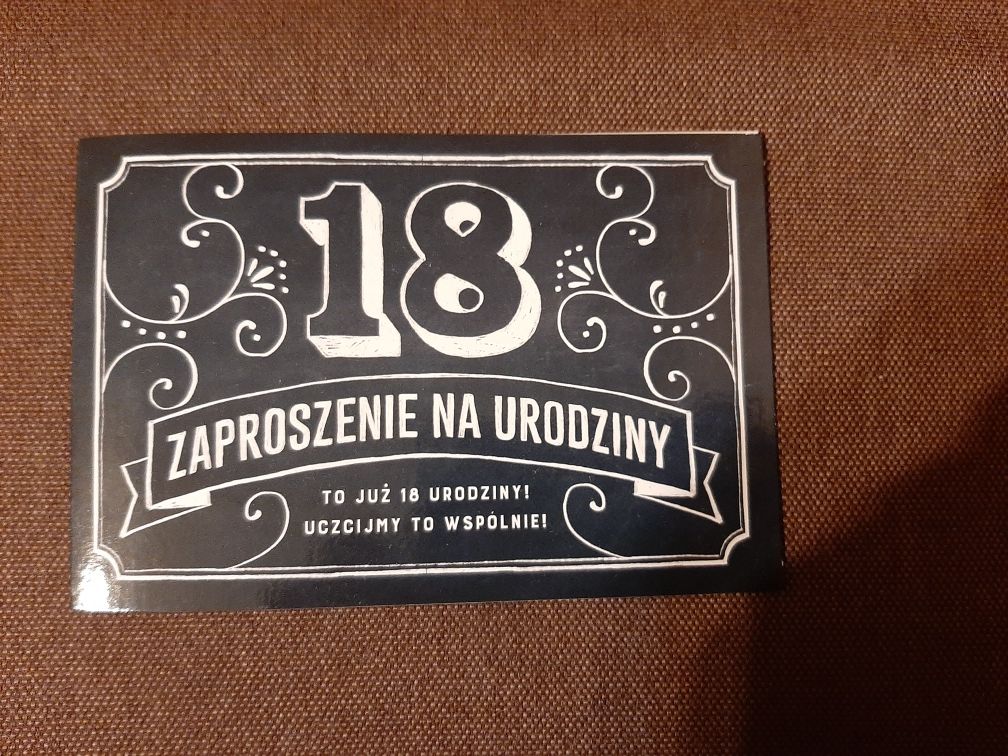 18
ZAPROSZENIE NA URODZINY
TO JUŻ 18 URODZINY!
UCZCIJMY TO WSPÓLNIE!